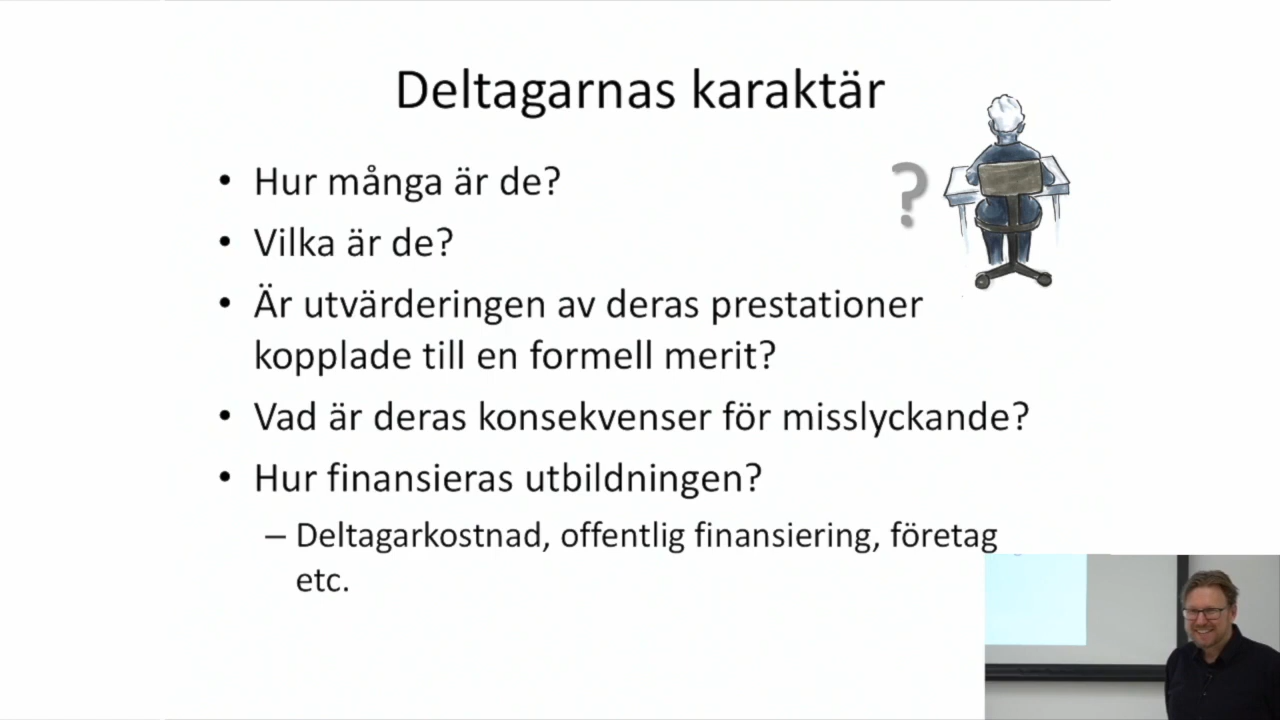 Deltagarnas karaktär
?
• Hur många är de?
• Vilka är de?
• Är utvärderingen av deras prestationer
kopplade till en formell merit?
• Vad är deras konsekvenser för misslyckande?
• Hur finansieras utbildningen?
– Deltagarkostnad, offentlig finansiering, företag
etc.